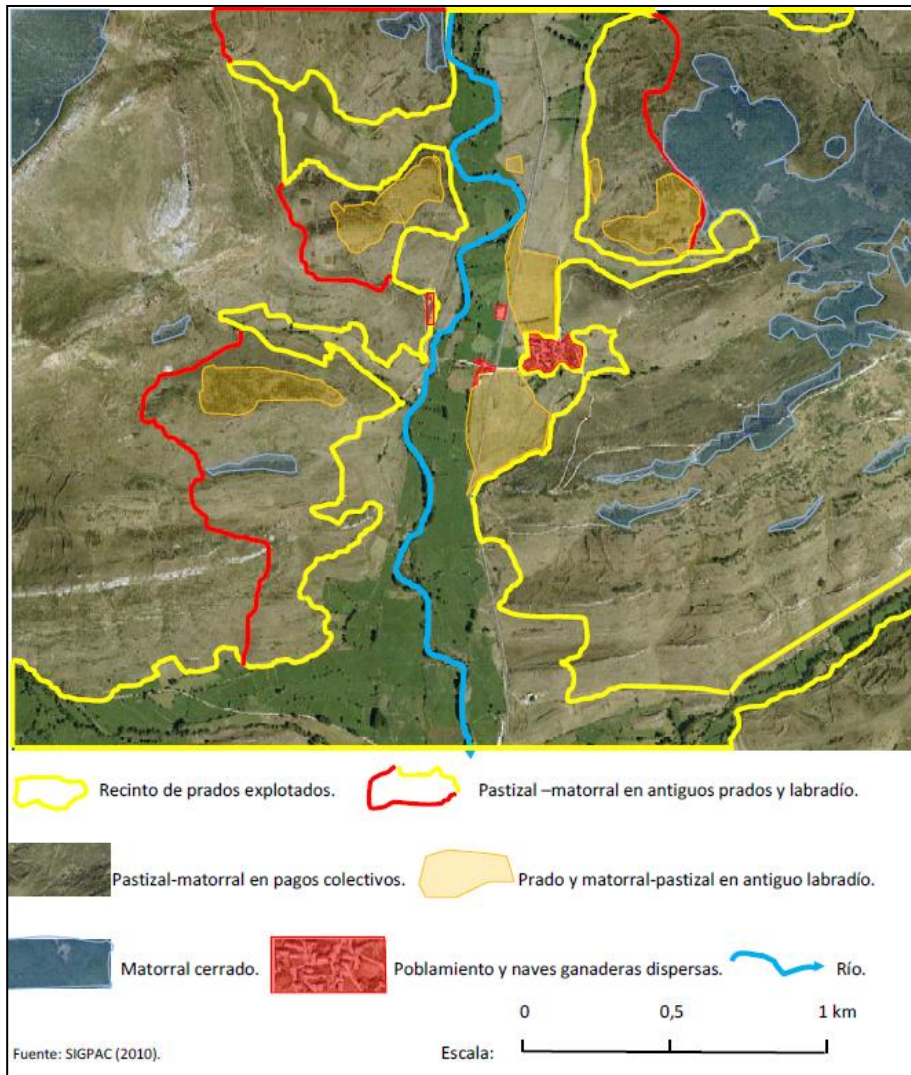 Recinto de prados explotados.
Pastizal –matorral en antiguos prados y labradío.
Pastizal-matorral en pagos colectivos.
Prado y matorral-pastizal en antiguo labradío.
Matorral cerrado.
Poblamiento y naves ganaderas dispersas.
Río.
0 0,5 1 km
Fuente: SIGPAC (2010).
Escala: